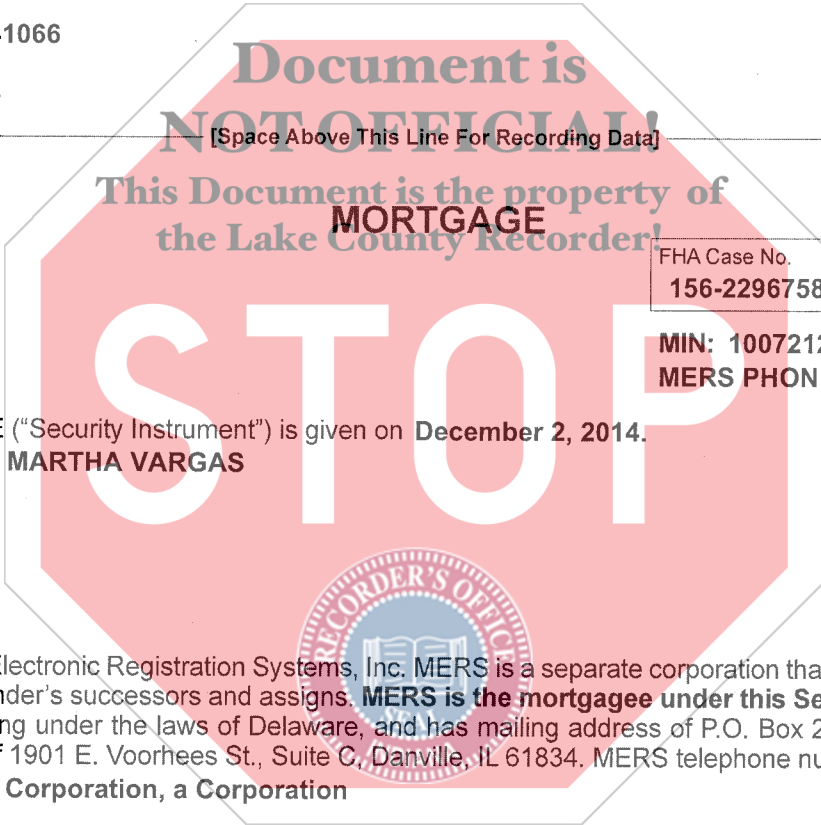 1066
Document is
NOT OFFICIAL!
[Space Above This Line For Recording Data]
This Document is the property of
MORTGAGE
the Lake County Recorder!
FHA Case No.
156-2296758
MIN: 1007212
MERS PHON
STOP
("Security Instrument") is given on December 2, 2014.
MARTHA VARGAS
RECORDER'S OFFICE
SEAL
Electronic Registration Systems, Inc. MERS is a separate corporation tha
nder's successors and assigns. MERS is the mortgagee under this Se
ng under the laws of Delaware, and has mailing address of P.O. Box 2
1901 E. Voorhees St., Suite C, Danville, IL 61834. MERS telephone nu
Corporation, a Corporation